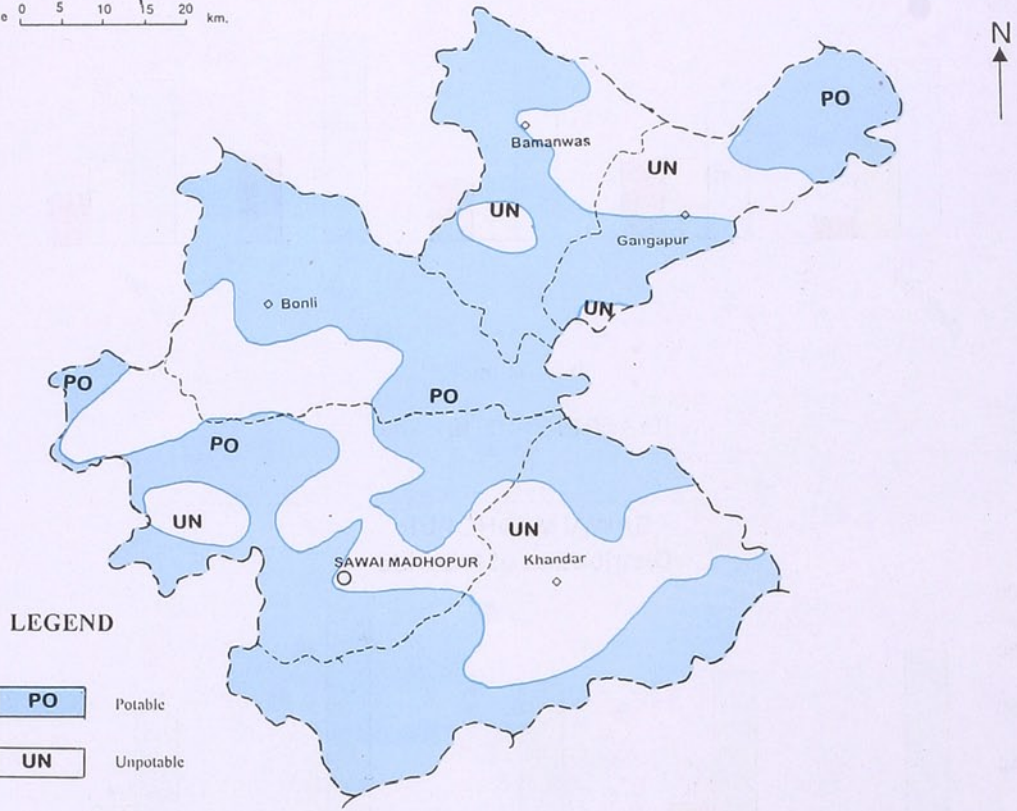 0 5 10 15 20 km.
N
PO
Bamanwas
UN
UN
Gangapur
UN
Bonli
PO
PO
PO
UN
UN
SAWAI MADHOPUR
Khandar
LEGEND
PO Potable
UN Unpotable